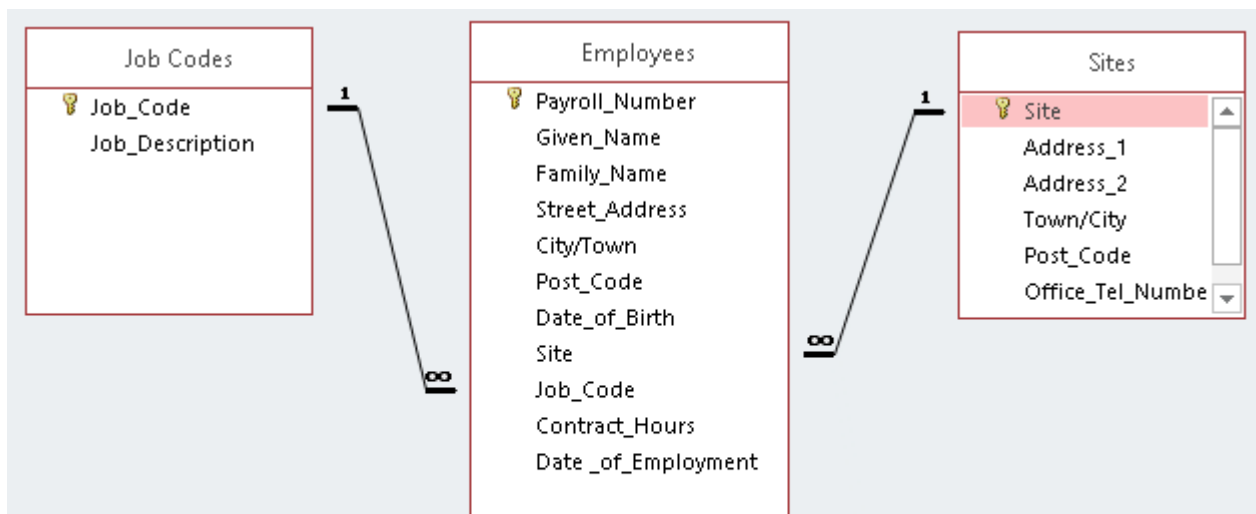 Job Codes
Job_Code
Job_Description
1
∞
Employees
Payroll_Number
Given_Name
Family_Name
Street_Address
City/Town
Post_Code
Date_of_Birth
Site
Job_Code
Contract_Hours
Date _of_Employment
1
∞
Sites
Site
Address_1
Address_2
Town/City
Post_Code
Office_Tel_Numbe